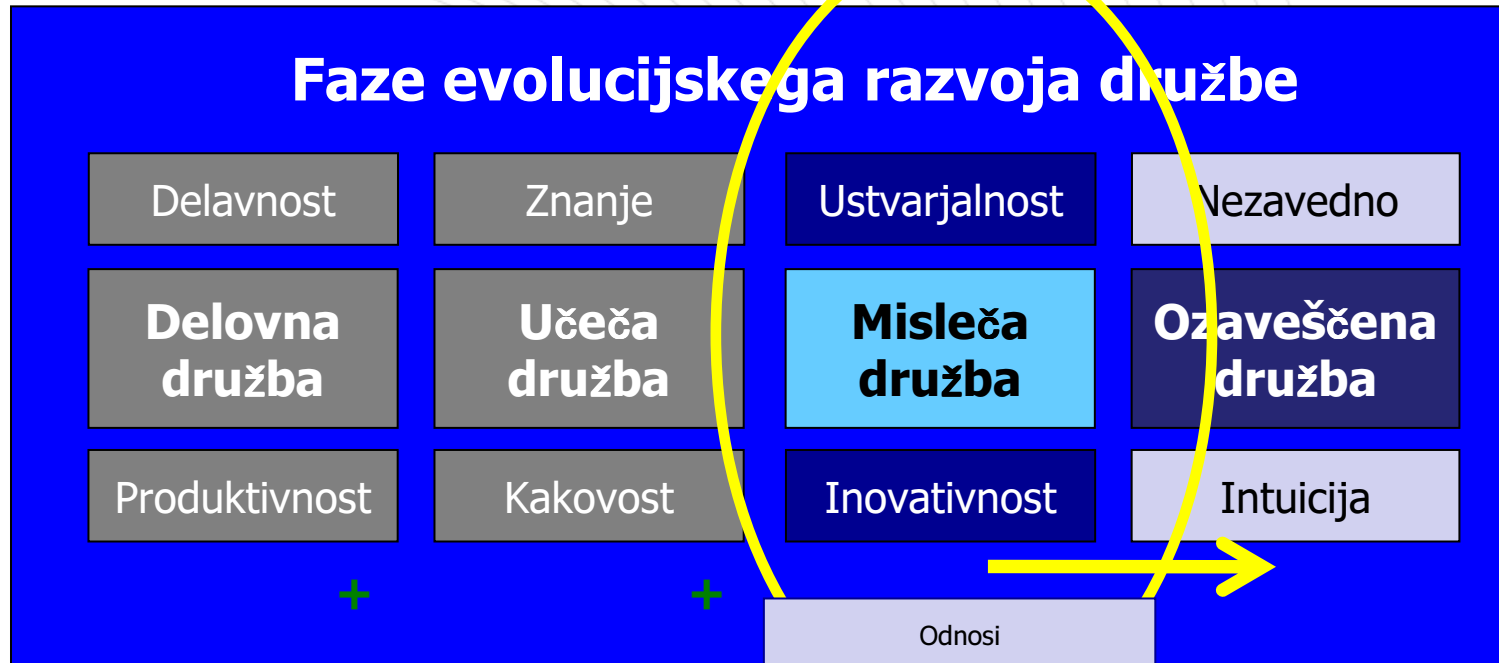 Faze evolucijskega razvoja družbe
Delavnost
Znanje
Ustvarjalnost
Nezavedno
Delovna
družba
Učeča
družba
Misleča
družba
Ozaveščena
družba
Produktivnost
Kakovost
Inovativnost
Intuicija
+
+
Odnosi